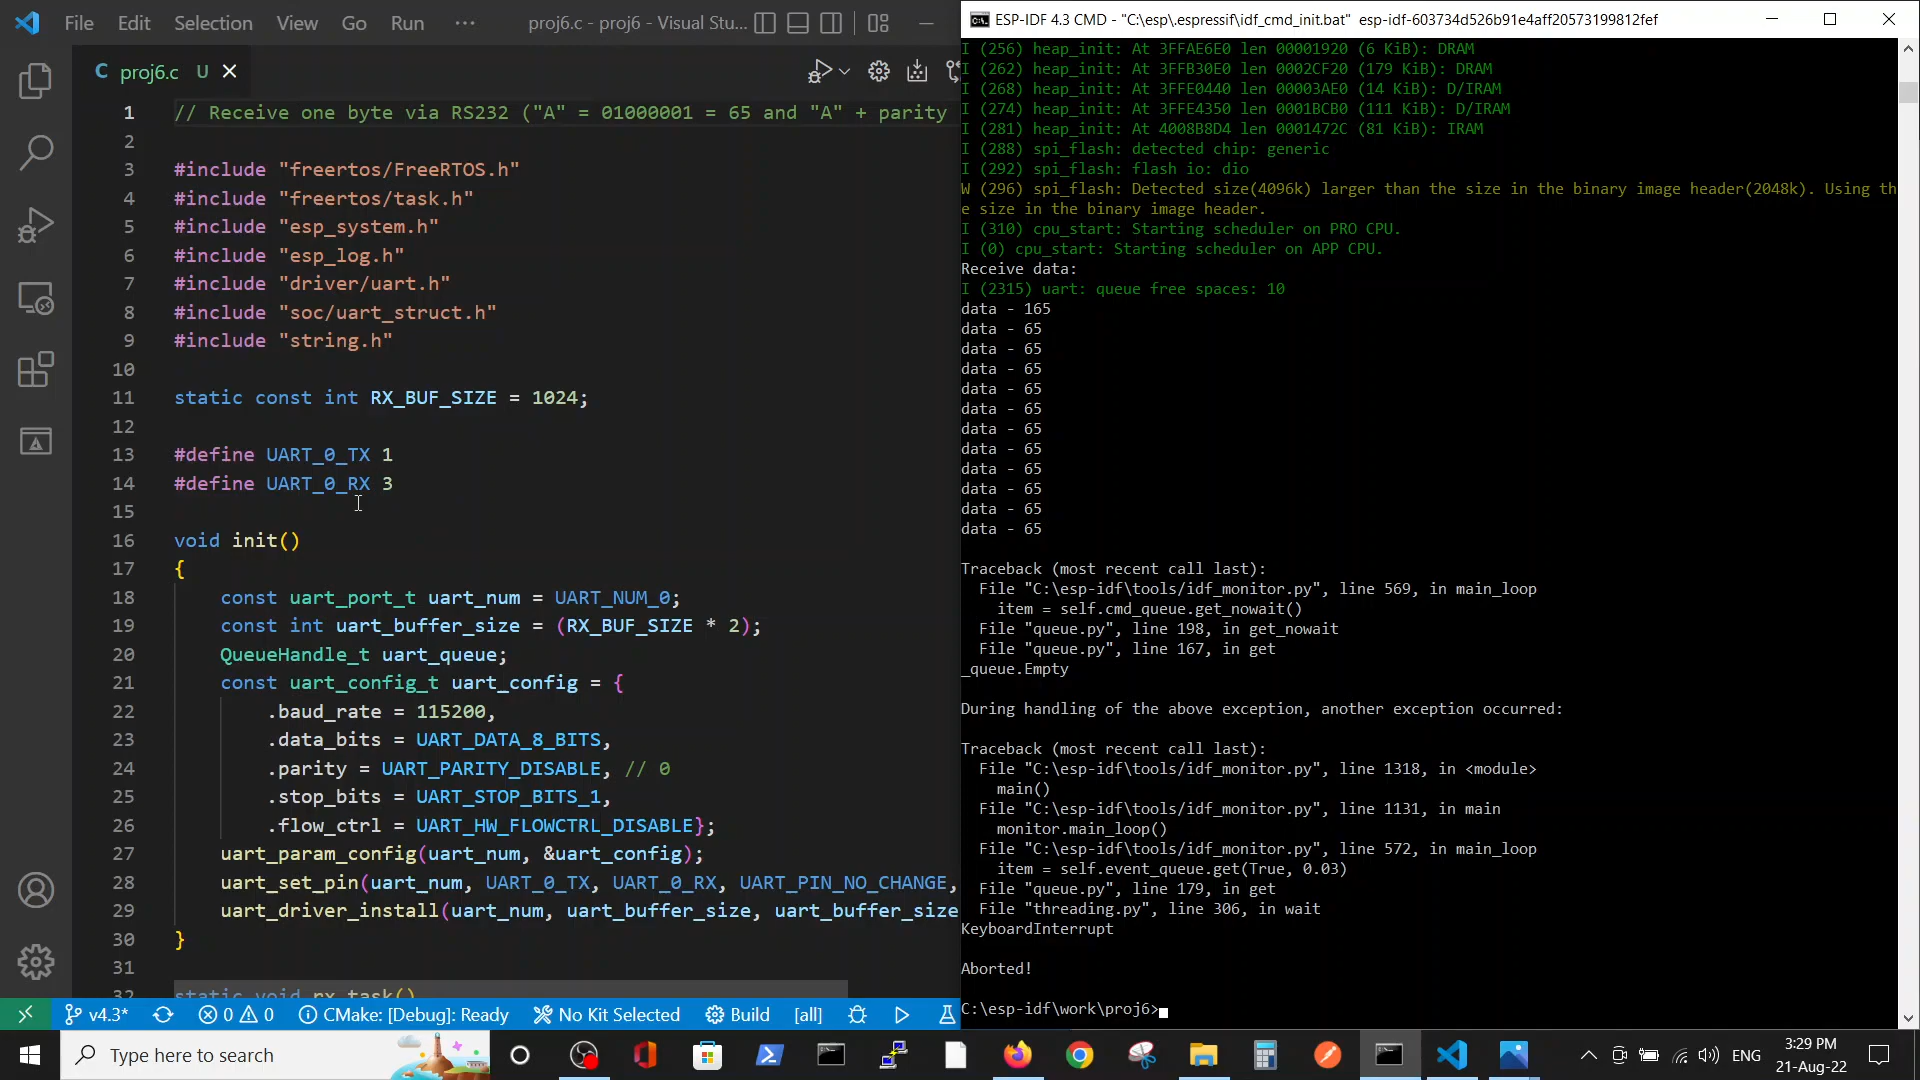 File Edit Selection View Go Run ··· proj6.c - proj6 - Visual Stu...
C proj6.c U
1 // Receive one byte via RS232 ("A" = 01000001 = 65 and "A" + parity
2
3 #include "freertos/FreeRTOS.h"
4 #include "freertos/task.h"
5 #include "esp_system.h"
6 #include "esp_log.h"
7 #include "driver/uart.h"
8 #include "soc/uart_struct.h"
9 #include "string.h"
10
11 static const int RX_BUF_SIZE = 1024;
12
13 #define UART_0_TX 1
14 #define UART_0_RX 3
15
16 void init()
17 {
18 const uart_port_t uart_num = UART_NUM_0;
19 const int uart_buffer_size = (RX_BUF_SIZE * 2);
20 QueueHandle_t uart_queue;
21 const uart_config_t uart_config = {
22 .baud_rate = 115200,
23 .data_bits = UART_DATA_8_BITS,
24 .parity = UART_PARITY_DISABLE, // 0
25 .stop_bits = UART_STOP_BITS_1,
26 .flow_ctrl = UART_HW_FLOWCTRL_DISABLE};
27 uart_param_config(uart_num, &uart_config);
28 uart_set_pin(uart_num, UART_0_TX, UART_0_RX, UART_PIN_NO_CHANGE,
29 uart_driver_install(uart_num, uart_buffer_size, uart_buffer_size
30 }
31
32 static void rx_task()
v4.3* 0 0 CMake: [Debug]: Ready No Kit Selected Build [all]
ESP-IDF 4.3 CMD - "C:\esp\.espressif\idf_cmd_init.bat" esp-idf-603734d526b91e4aff20573199812fef
I (256) heap_init: At 3FFAE6E0 len 00001920 (6 KiB): DRAM
I (262) heap_init: At 3FFB30E0 len 0002CF20 (179 KiB): DRAM
I (268) heap_init: At 3FFE0440 len 00003AE0 (14 KiB): D/IRAM
I (274) heap_init: At 3FFE4350 len 0001BCB0 (111 KiB): D/IRAM
I (281) heap_init: At 4008B8D4 len 0001472C (81 KiB): IRAM
I (288) spi_flash: detected chip: generic
I (292) spi_flash: flash io: dio
W (296) spi_flash: Detected size(4096k) larger than the size in the binary image header(2048k). Using th
e size in the binary image header.
I (310) cpu_start: Starting scheduler on PRO CPU.
I (0) cpu_start: Starting scheduler on APP CPU.
Receive data:
I (2315) uart: queue free spaces: 10
data - 165
data - 65
data - 65
data - 65
data - 65
data - 65
data - 65
data - 65
data - 65
data - 65
data - 65
data - 65
Traceback (most recent call last):
File "C:\esp-idf\tools/idf_monitor.py", line 569, in main_loop
item = self.cmd_queue.get_nowait()
File "queue.py", line 198, in get_nowait
File "queue.py", line 167, in get
_queue.Empty
During handling of the above exception, another exception occurred:
Traceback (most recent call last):
File "C:\esp-idf\tools/idf_monitor.py", line 1318, in <module>
main()
File "C:\esp-idf\tools/idf_monitor.py", line 1131, in main
monitor.main_loop()
File "C:\esp-idf\tools/idf_monitor.py", line 572, in main_loop
item = self.event_queue.get(True, 0.03)
File "queue.py", line 179, in get
File "threading.py", line 306, in wait
KeyboardInterrupt
Aborted!
C:\esp-idf\work\proj6>
Type here to search
ENG
3:29 PM
21-Aug-22